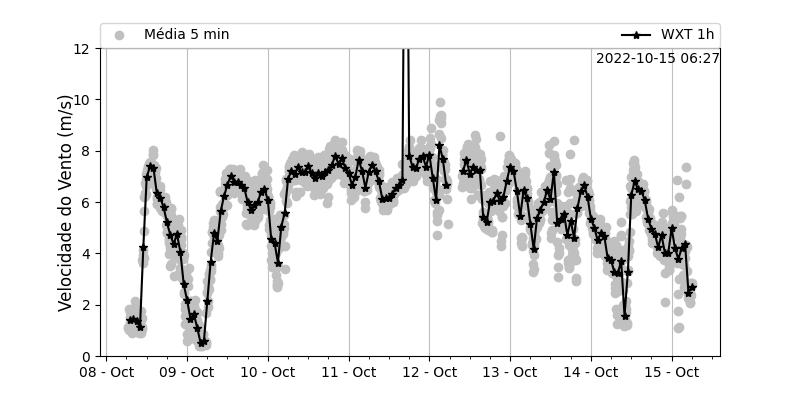 Média 5 min
WXT 1h
2022-10-15 06:27
Velocidade do Vento (m/s)
12
10
8
6
4
2
0
08 - Oct
09 - Oct
10 - Oct
11 - Oct
12 - Oct
13 - Oct
14 - Oct
15 - Oct